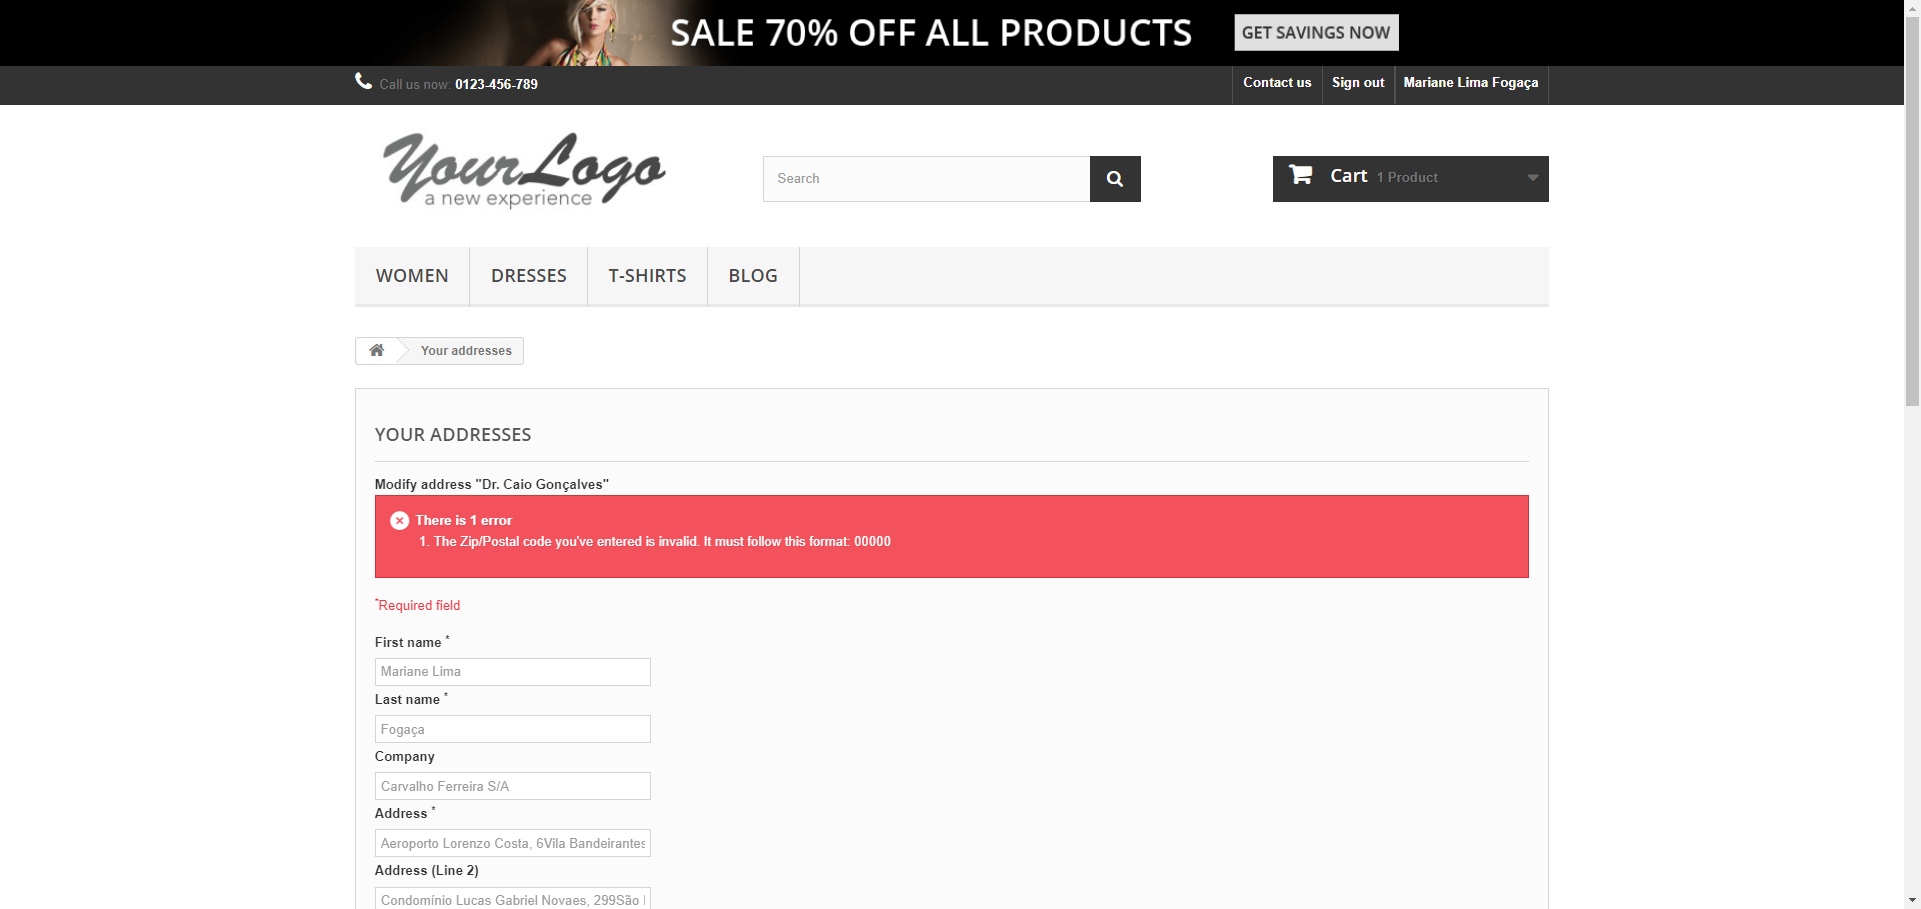 SALE 70% OFF ALL PRODUCTS GET SAVINGS NOW
Call us now: 0123-456-789 Contact us Sign out Mariane Lima Fogaça
YourLogo
a new experience
Search
Cart 1 Product
WOMEN DRESSES T-SHIRTS BLOG
Your addresses
YOUR ADDRESSES
Modify address "Dr. Caio Gonçalves"
There is 1 error
1. The Zip/Postal code you've entered is invalid. It must follow this format: 00000
*Required field
First name *
Mariane Lima
Last name *
Fogaça
Company
Carvalho Ferreira S/A
Address *
Aeroporto Lorenzo Costa, 6Vila Bandeirantes
Address (Line 2)
Condomínio Lucas Gabriel Novaes, 299São